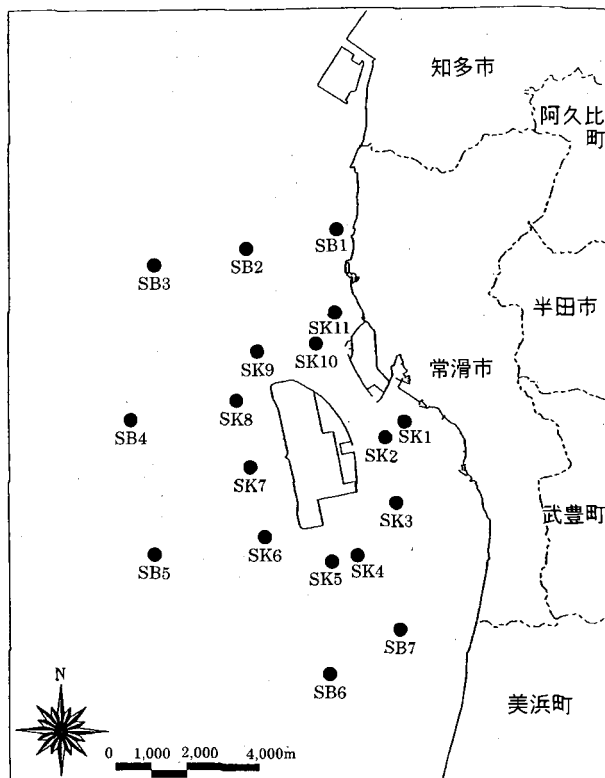 知多市
阿久比
町
SB1
SB2
SB3
半田市
SK11
SK10
SK9
常滑市
SK8
SB4
SK1
SK2
SK7
SK3
武豊町
SK6
SB5
SK5
SK4
SB7
SB6
N
美浜町
0 1,000 2,000 4,000m